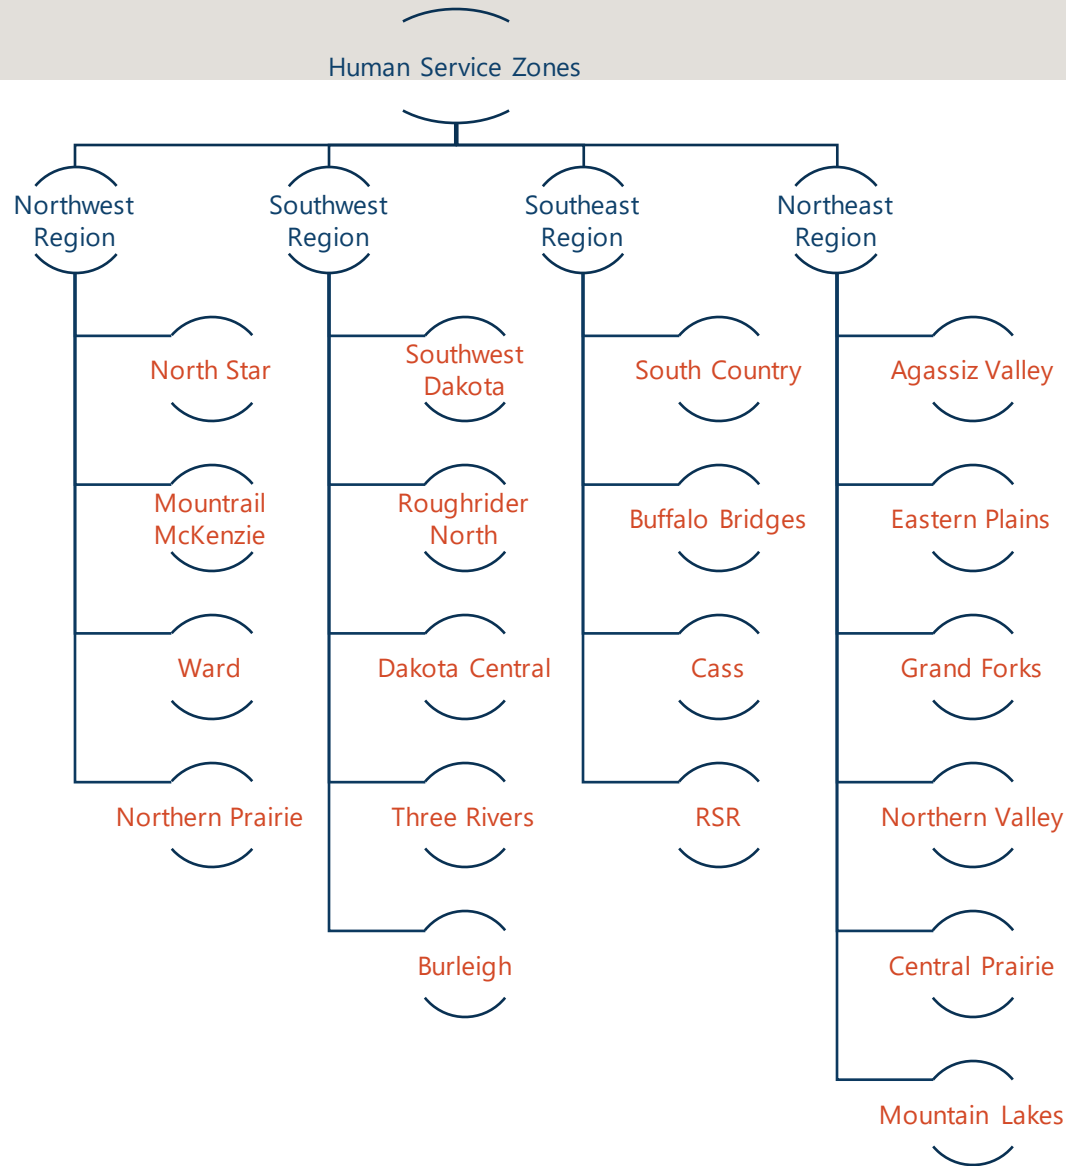 Human Service Zones
Northwest
Region
North Star
Mountrail
McKenzie
Ward
Northern Prairie
Southwest
Region
Southwest
Dakota
Roughrider
North
Dakota Central
Three Rivers
Burleigh
Southeast
Region
South Country
Buffalo Bridges
Cass
RSR
Northeast
Region
Agassiz Valley
Eastern Plains
Grand Forks
Northern Valley
Central Prairie
Mountain Lakes